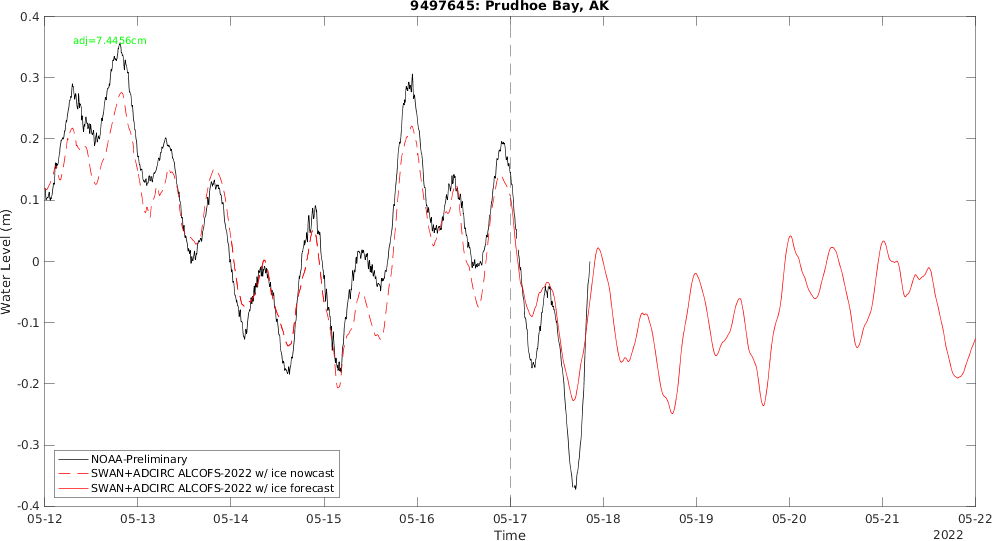 9497645: Prudhoe Bay, AK
adj=7.4456cm
0.4
0.3
0.2
0.1
0
-0.1
-0.2
-0.3
-0.4
Water Level (m)
NOAA-Preliminary
SWAN+ADCIRC ALCOFS-2022 w/ ice nowcast
SWAN+ADCIRC ALCOFS-2022 w/ ice forecast
05-12 05-13 05-14 05-15 05-16 05-17 05-18 05-19 05-20 05-21 05-22
Time
2022